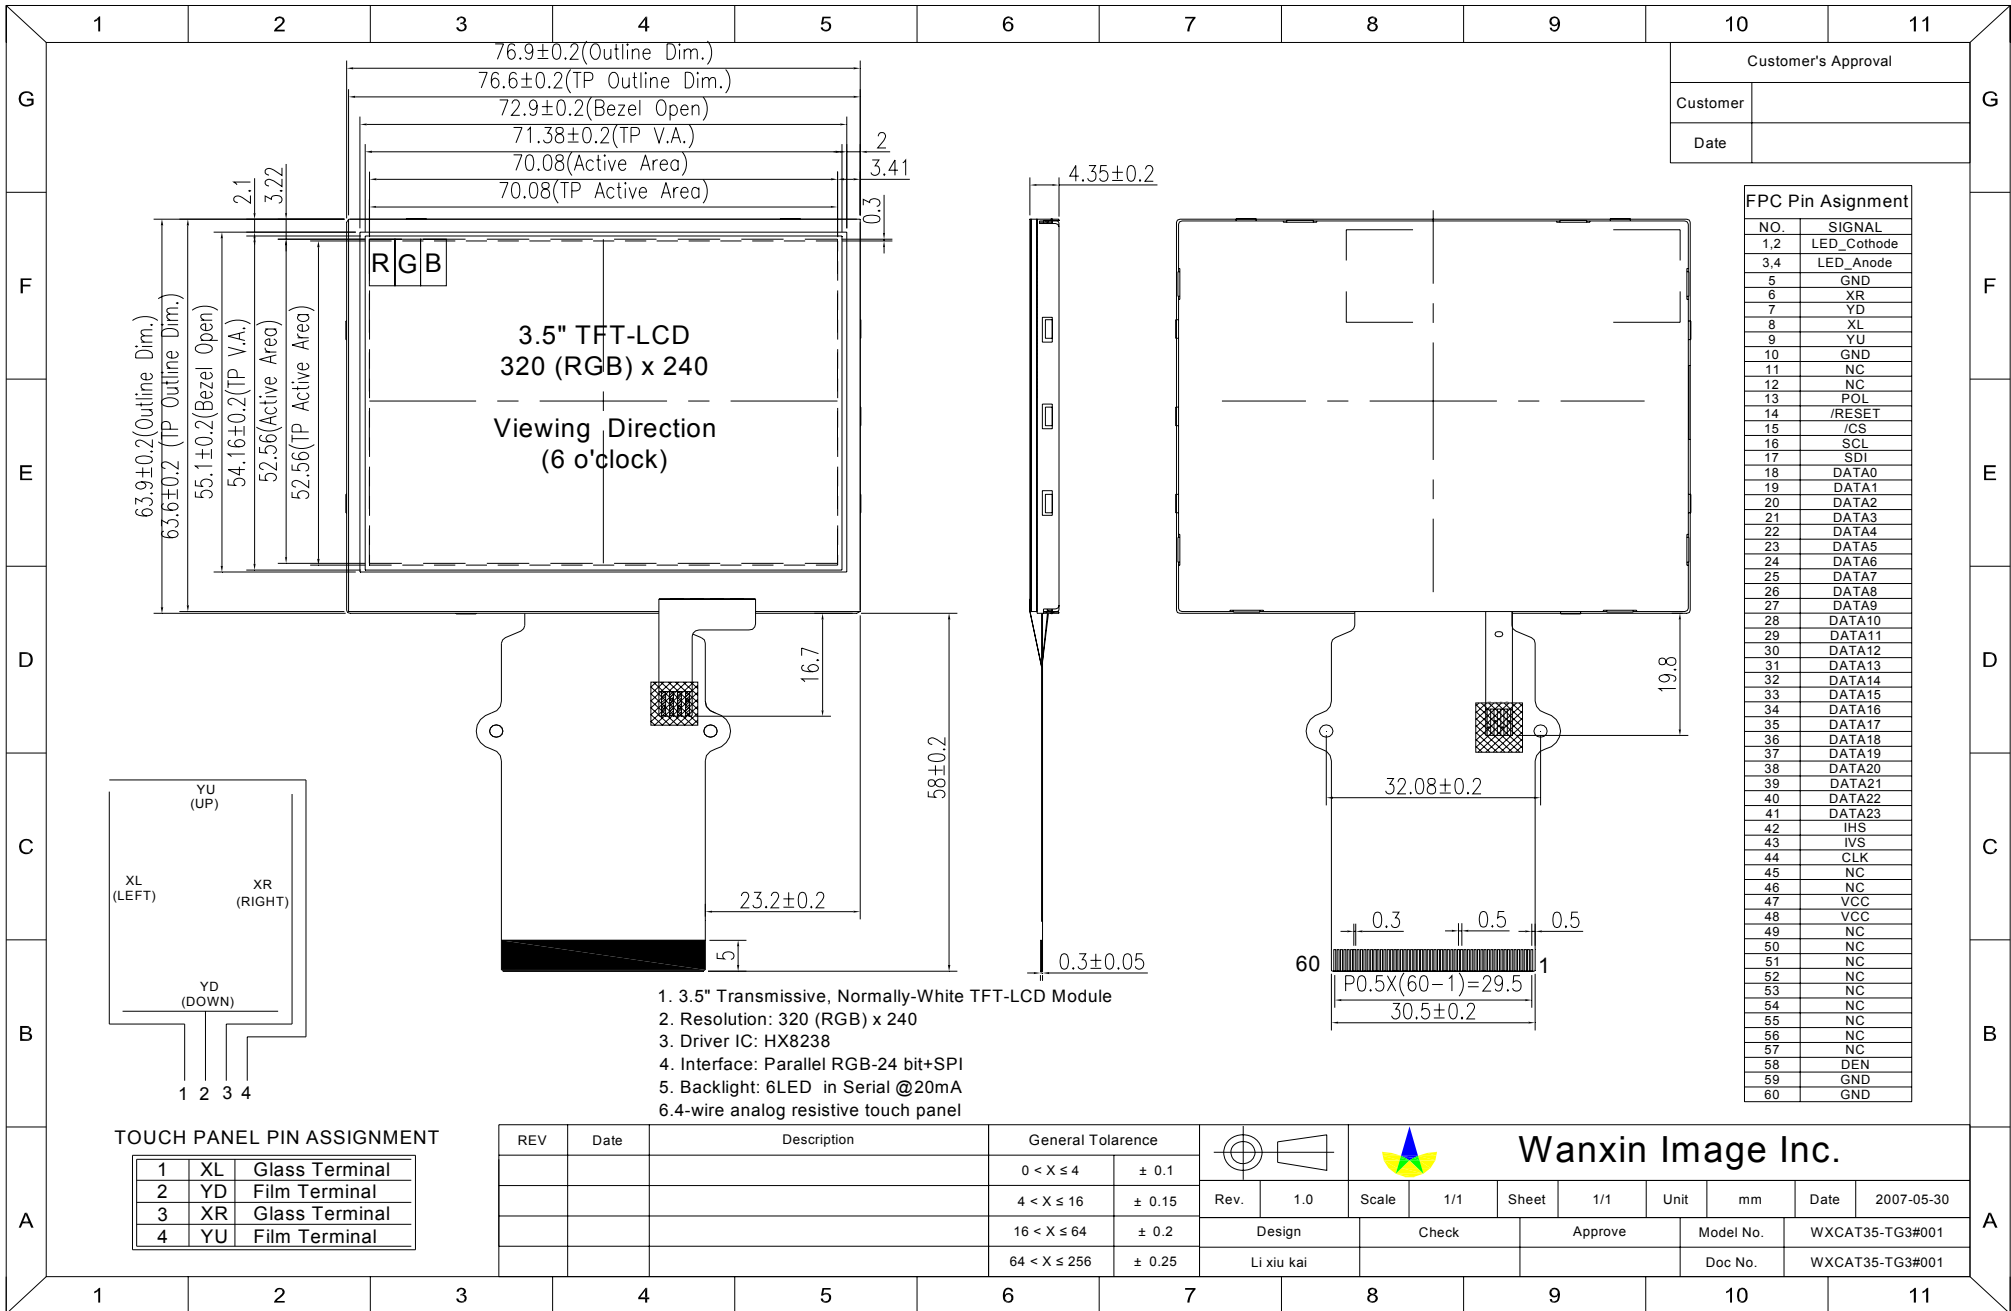 1 2 3 4 5 6 7 8 9 10 11
G
F
E
D
C
B
A
76.9±0.2(Outline Dim.)
76.6±0.2(TP Outline Dim.)
72.9±0.2(Bezel Open)
71.38±0.2(TP V.A.)
70.08(Active Area)
70.08(TP Active Area)
2
3.41
0.3
2.1
3.22
63.9±0.2(Outline Dim.)
63.6±0.2 (TP Outline Dim.)
55.1±0.2(Bezel Open)
54.16±0.2(TP V.A.)
52.56(Active Area)
52.56(TP Active Area)
R G B
3.5" TFT-LCD
320 (RGB) x 240
Viewing Direction
(6 o'clock)
16.7
58±0.2
23.2±0.2
5
4.35±0.2
0.3±0.05
19.8
32.08±0.2
0.3
0.5
0.5
60
1
P0.5X(60-1)=29.5
30.5±0.2
Customer's Approval
Customer
Date
FPC Pin Asignment
NO. SIGNAL
1,2 LED_Cothode
3,4 LED_Anode
5 GND
6 XR
7 YD
8 XL
9 YU
10 GND
11 NC
12 NC
13 POL
14 /RESET
15 /CS
16 SCL
17 SDI
18 DATA0
19 DATA1
20 DATA2
21 DATA3
22 DATA4
23 DATA5
24 DATA6
25 DATA7
26 DATA8
27 DATA9
28 DATA10
29 DATA11
30 DATA12
31 DATA13
32 DATA14
33 DATA15
34 DATA16
35 DATA17
36 DATA18
37 DATA19
38 DATA20
39 DATA21
40 DATA22
41 DATA23
42 IHS
43 IVS
44 CLK
45 NC
46 NC
47 VCC
48 VCC
49 NC
50 NC
51 NC
52 NC
53 NC
54 NC
55 NC
56 NC
57 NC
58 DEN
59 GND
60 GND
YU
(UP)
XL
(LEFT)
XR
(RIGHT)
YD
(DOWN)
1 2 3 4
TOUCH PANEL PIN ASSIGNMENT
1 XL Glass Terminal
2 YD Film Terminal
3 XR Glass Terminal
4 YU Film Terminal
1. 3.5" Transmissive, Normally-White TFT-LCD Module
2. Resolution: 320 (RGB) x 240
3. Driver IC: HX8238
4. Interface: Parallel RGB-24 bit+SPI
5. Backlight: 6LED in Serial @20mA
6.4-wire analog resistive touch panel
REV Date Description
General Tolarence
0 < X ≤ 4 ± 0.1
4 < X ≤ 16 ± 0.15
16 < X ≤ 64 ± 0.2
64 < X ≤ 256 ± 0.25
Wanxin Image Inc.
Rev. 1.0 Scale 1/1 Sheet 1/1 Unit mm Date 2007-05-30
Design Check Approve Model No. WXCAT35-TG3#001
Li xiu kai Doc No. WXCAT35-TG3#001
G
F
E
D
C
B
A
1 2 3 4 5 6 7 8 9 10 11